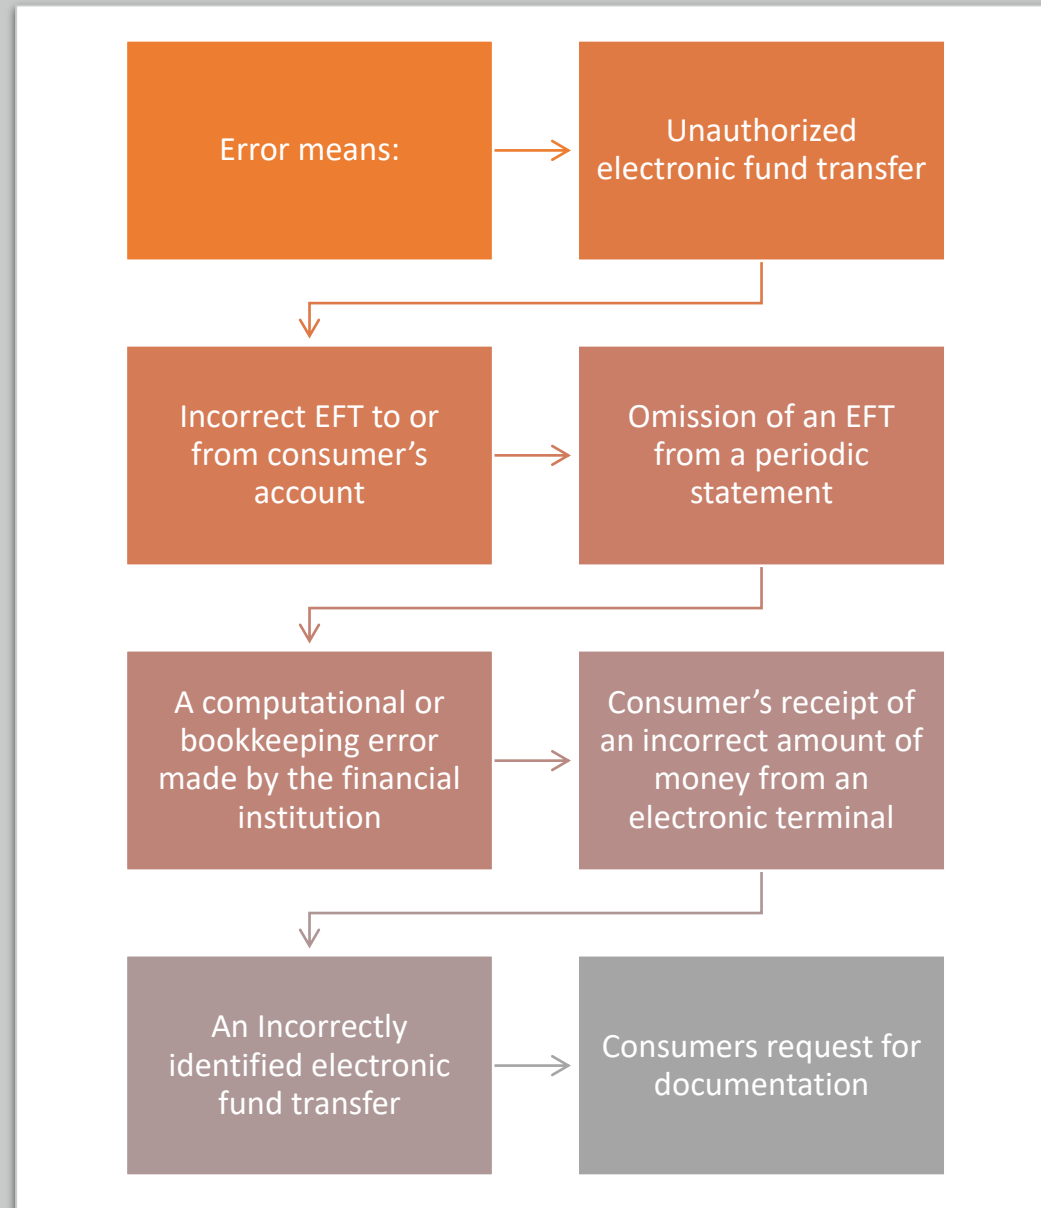 Error means:
Unauthorized
electronic fund transfer
Incorrect EFT to or
from consumer’s
account
Omission of an EFT
from a periodic
statement
A computational or
bookkeeping error
made by the financial
institution
Consumer’s receipt of
an incorrect amount of
money from an
electronic terminal
An Incorrectly
identified electronic
fund transfer
Consumers request for
documentation